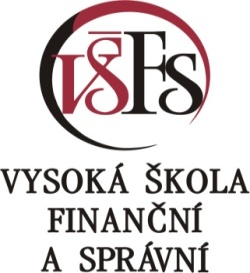 VŠFS
VYSOKÁ ŠKOLA
FINANČNÍ
A SPRÁVNÍ